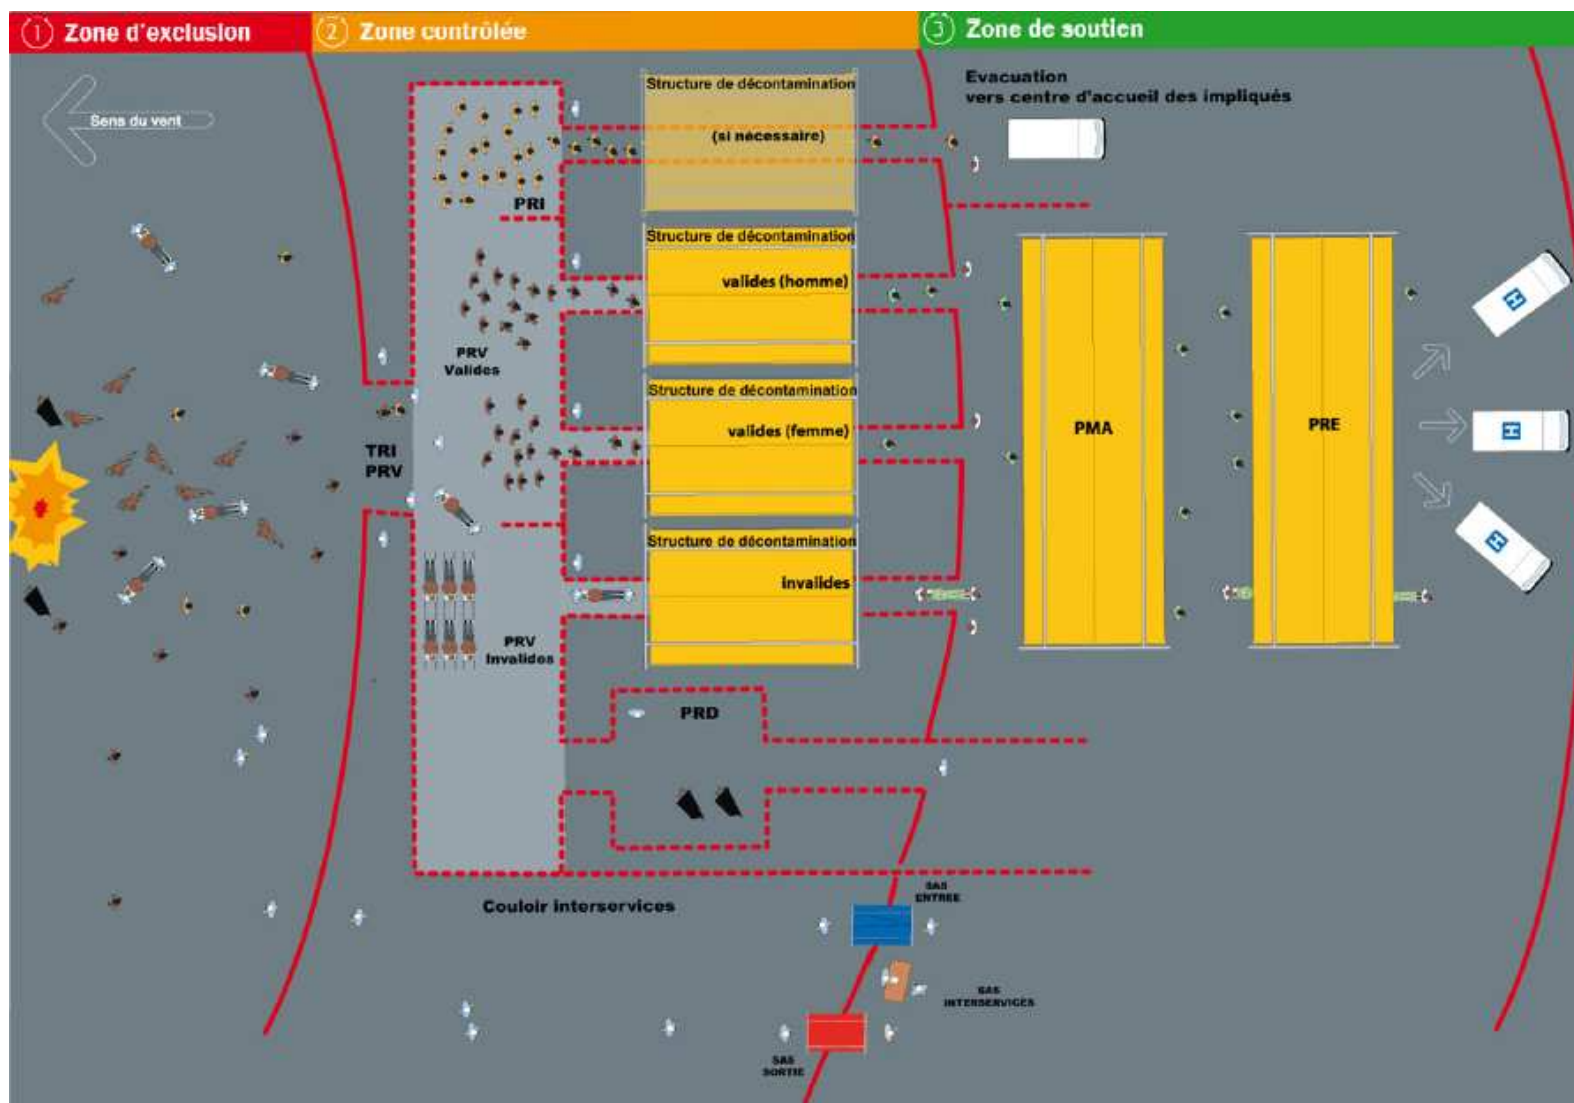 1 Zone d'exclusion
2 Zone contrôlée
3 Zone de soutien
Sens du vent
Structure de décontamination
(si nécessaire)
Evacuation
vers centre d'accueil des impliqués
PRI
Structure de décontamination
valides (homme)
PRV
Valides
Structure de décontamination
valides (femme)
TRI
PRV
PMA
PRE
H
H
H
Structure de décontamination
invalides
PRV
Invalides
PRD
Couloir interservices
SAS
ENTREE
SAS
INTERSERVICES
SAS
SORTIE